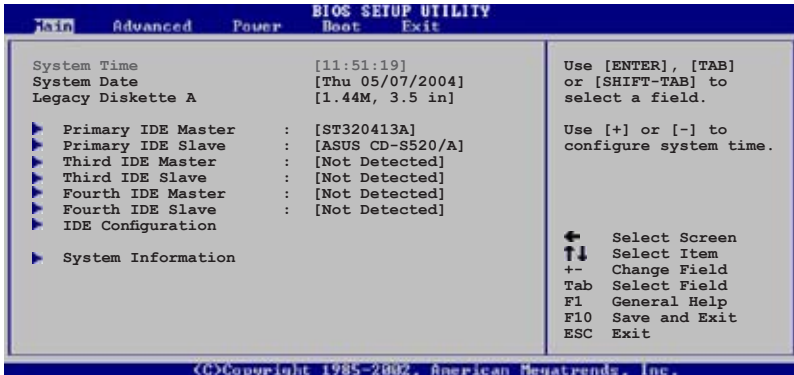 BIOS SETUP UTILITY
Main Advanced Power Boot Exit
System Time [11:51:19]
System Date [Thu 05/07/2004]
Legacy Diskette A [1.44M, 3.5 in]
Primary IDE Master : [ST320413A]
Primary IDE Slave : [ASUS CD-S520/A]
Third IDE Master : [Not Detected]
Third IDE Slave : [Not Detected]
Fourth IDE Master : [Not Detected]
Fourth IDE Slave : [Not Detected]
IDE Configuration
System Information
Use [ENTER], [TAB]
or [SHIFT-TAB] to
select a field.
Use [+] or [-] to
configure system time.
Select Screen
Select Item
+- Change Field
Tab Select Field
F1 General Help
F10 Save and Exit
ESC Exit
(C)Copyright 1985-2002, American Megatrends, Inc.